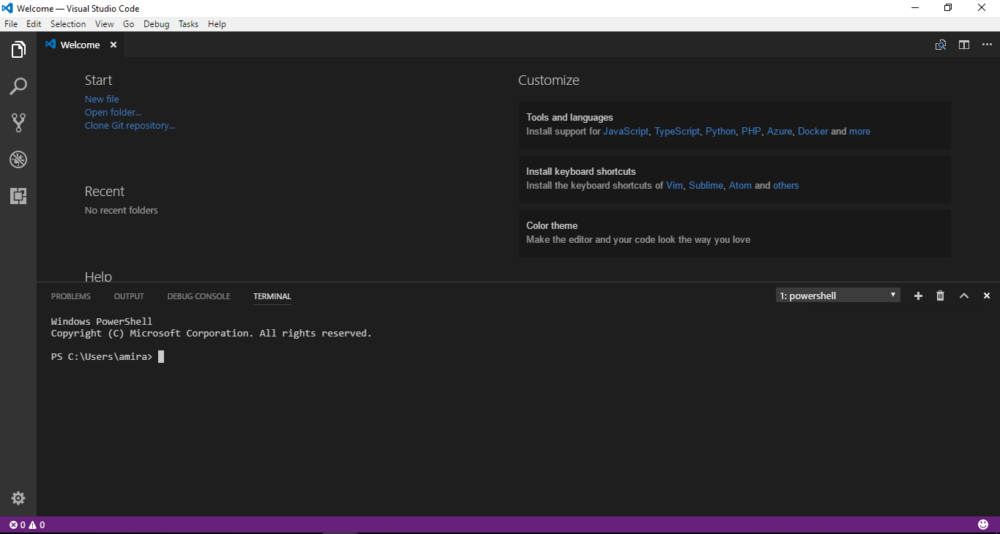 Welcome — Visual Studio Code
File Edit Selection View Go Debug Tasks Help
Welcome
Start
New file
Open folder...
Clone Git repository...
Recent
No recent folders
Help
Customize
Tools and languages
Install support for JavaScript, TypeScript, Python, PHP, Azure, Docker and more
Install keyboard shortcuts
Install the keyboard shortcuts of Vim, Sublime, Atom and others
Color theme
Make the editor and your code look the way you love
PROBLEMS OUTPUT DEBUG CONSOLE TERMINAL 1: powershell
Windows PowerShell
Copyright (C) Microsoft Corporation. All rights reserved.
PS C:\Users\amira>
0 0